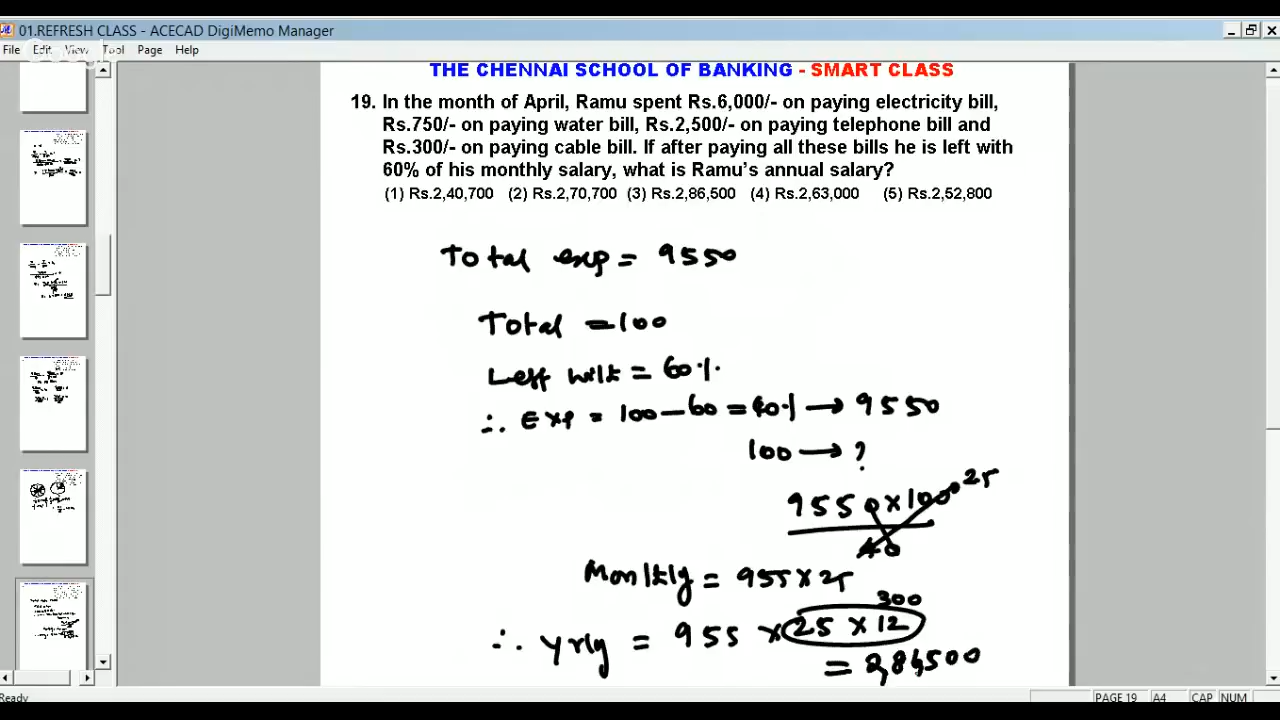 01.REFRESH CLASS - ACECAD DigiMemo Manager
File Edit View Tool Page Help
THE CHENNAI SCHOOL OF BANKING - SMART CLASS
19. In the month of April, Ramu spent Rs.6,000/- on paying electricity bill,
Rs.750/- on paying water bill, Rs.2,500/- on paying telephone bill and
Rs.300/- on paying cable bill. If after paying all these bills he is left with
60% of his monthly salary, what is Ramu's annual salary?
(1) Rs.2,40,700 (2) Rs.2,70,700 (3) Rs.2,86,500 (4) Rs.2,63,000 (5) Rs.2,52,800
Total exp = 9550
Total = 100
Left with = 60%
∴ Exp = 100 - 60 = 40% → 9550
100 → ?
25
9550 × 100
40
Monthly = 955 × 25
300
∴ Yrly = 955 × 25 × 12
= 2,86,500
Ready
PAGE 19 A4 CAP NUM